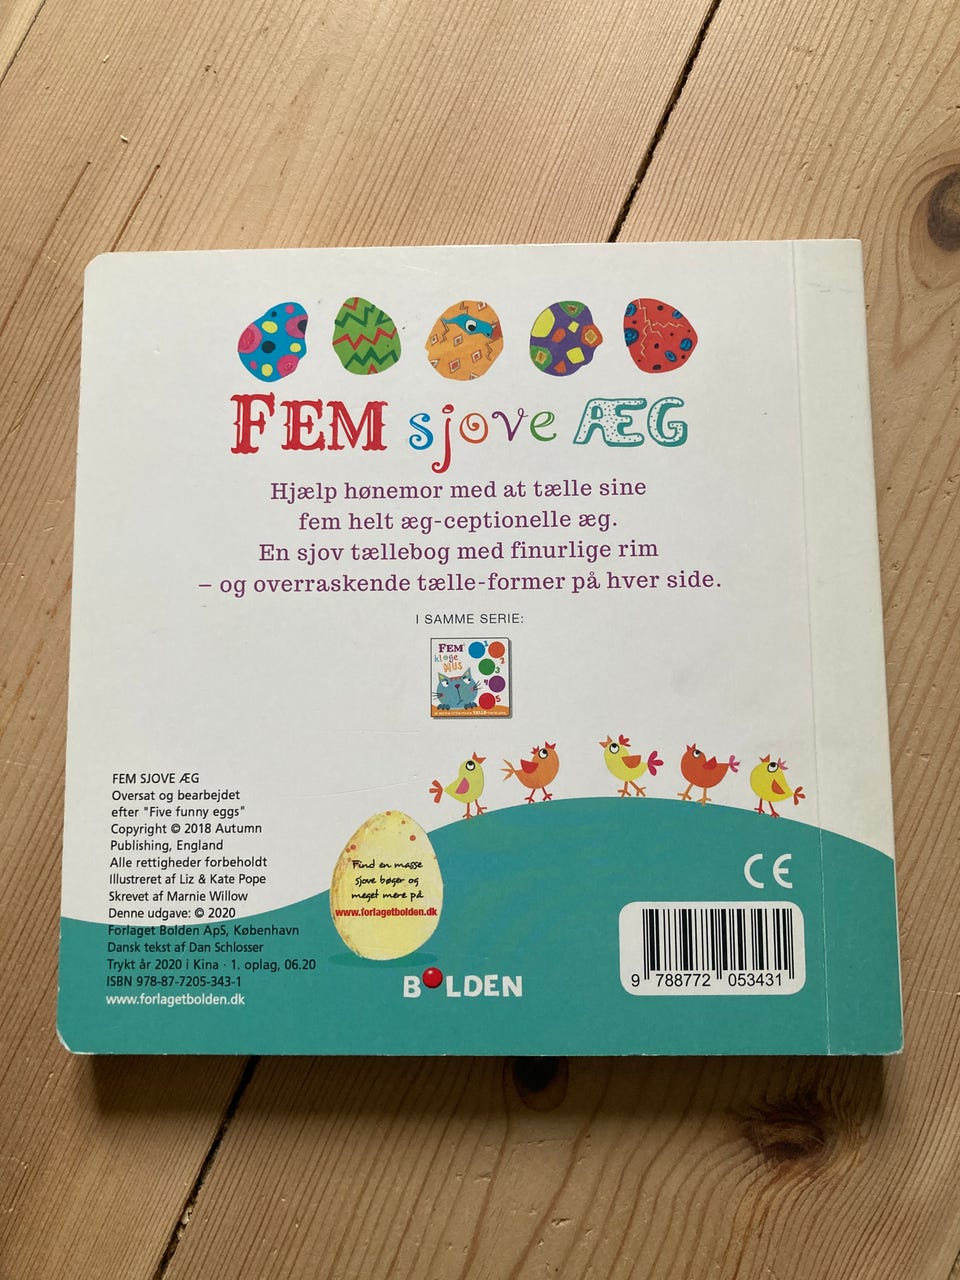 FEM sjove ÆG
Hjælp hønemor med at tælle sine
fem helt æg-ceptionelle æg.
En sjov tællebog med finurlige rim
– og overraskende tælle-former på hver side.
I SAMME SERIE:
FEM
kloge
MUS
1
2
3
4
5
FEM SJOVE ÆG
Oversat og bearbejdet
efter "Five funny eggs"
Copyright © 2018 Autumn
Publishing, England
Alle rettigheder forbeholdt
Illustreret af Liz & Kate Pope
Skrevet af Marnie Willow
Denne udgave: © 2020
Forlaget Bolden ApS, København
Dansk tekst af Dan Schlosser
Trykt år 2020 i Kina · 1. oplag, 06.20
ISBN 978-87-7205-343-1
www.forlagetbolden.dk
Find en masse
sjove bøger og
meget mere på
www.forlagetbolden.dk
BOLDEN
CE
9 788772 053431